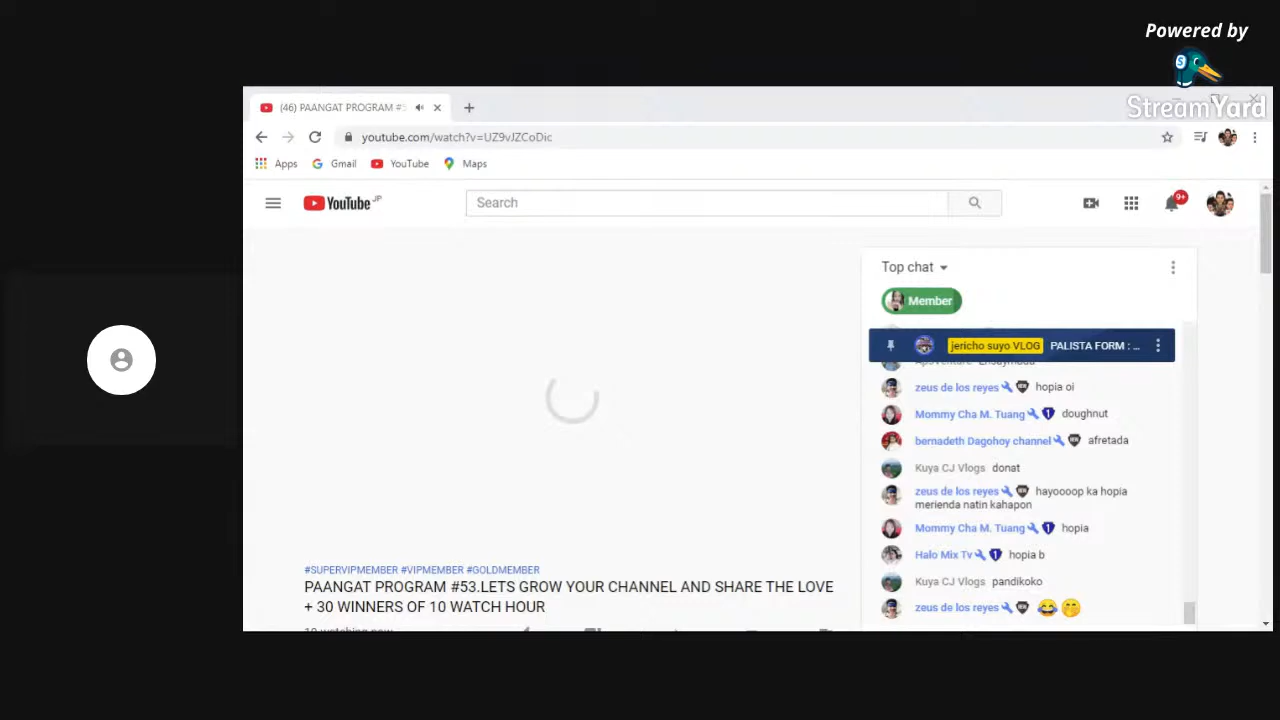 Powered by
StreamYard
(46) PAANGAT PROGRAM #5
youtube.com/watch?v=UZ9vJZCoDic
Apps Gmail YouTube Maps
YouTube JP
Search
9+
Top chat
Member
jericho suyo VLOG PALISTA FORM : ...
zeus de los reyes hopia oi
Mommy Cha M. Tuang 1 doughnut
bernadeth Dagohoy channel afretada
Kuya CJ Vlogs donat
zeus de los reyes hayoooop ka hopia
merienda natin kahapon
Mommy Cha M. Tuang 1 hopia
Halo Mix Tv 1 hopia b
Kuya CJ Vlogs pandikoko
zeus de los reyes
#SUPERVIPMEMBER #VIPMEMBER #GOLDMEMBER
PAANGAT PROGRAM #53.LETS GROW YOUR CHANNEL AND SHARE THE LOVE
+ 30 WINNERS OF 10 WATCH HOUR